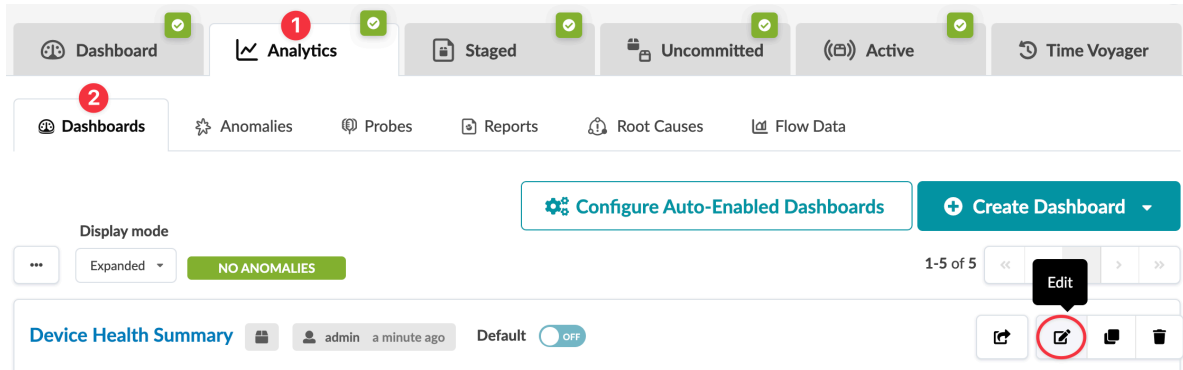 1
Dashboard Analytics Staged Uncommitted Active Time Voyager
2
Dashboards Anomalies Probes Reports Root Causes Flow Data
Configure Auto-Enabled Dashboards Create Dashboard
Display mode
Expanded NO ANOMALIES 1-5 of 5
Edit
Device Health Summary admin a minute ago Default OFF